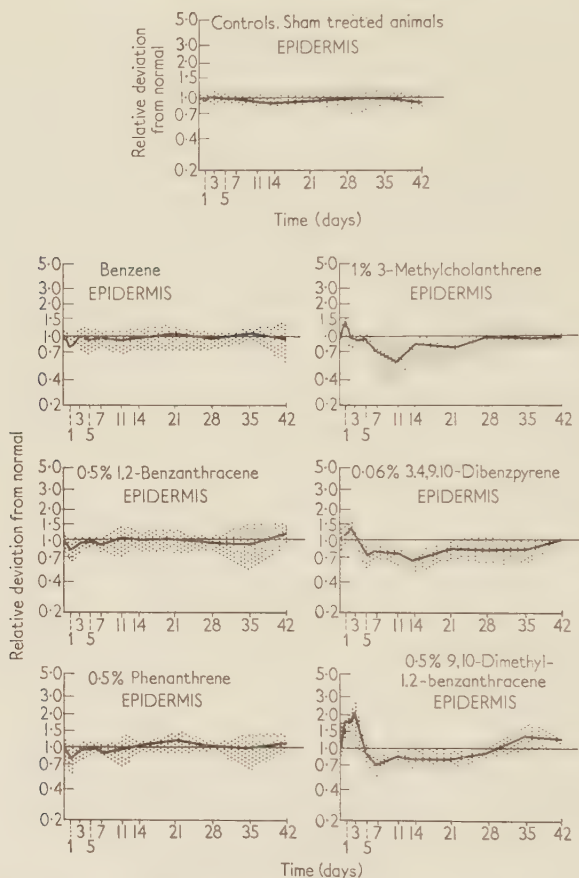 Controls. Sham treated animals
EPIDERMIS
Relative deviation
from normal
5·0
3·0
2·0
1·5
1·0
0·7
0·4
0·2
3 7 11 14 21 28 35 42
1 5
Time (days)
Relative deviation from normal
Benzene
EPIDERMIS
5·0
3·0
2·0
1·5
1·0
0·7
0·4
0·2
3 7 11 14 21 28 35 42
1 5
1% 3-Methylcholanthrene
EPIDERMIS
5·0
3·0
2·0
1·5
1·0
0·7
0·4
0·2
3 7 11 14 21 28 35 42
1 5
0·5% 1,2-Benzanthracene
EPIDERMIS
5·0
3·0
2·0
1·5
1·0
0·7
0·4
0·2
3 7 11 14 21 28 35 42
1 5
0·06% 3,4,9,10-Dibenzpyrene
EPIDERMIS
5·0
3·0
2·0
1·5
1·0
0·7
0·4
0·2
3 7 11 14 21 28 35 42
1 5
0·5% Phenanthrene
EPIDERMIS
5·0
3·0
2·0
1·5
1·0
0·7
0·4
0·2
3 7 11 14 21 28 35 42
1 5
0·5% 9,10-Dimethyl-
1,2-benzanthracene
EPIDERMIS
5·0
3·0
2·0
1·5
1·0
0·7
0·4
0·2
3 7 11 14 21 28 35 42
1 5
Time (days)